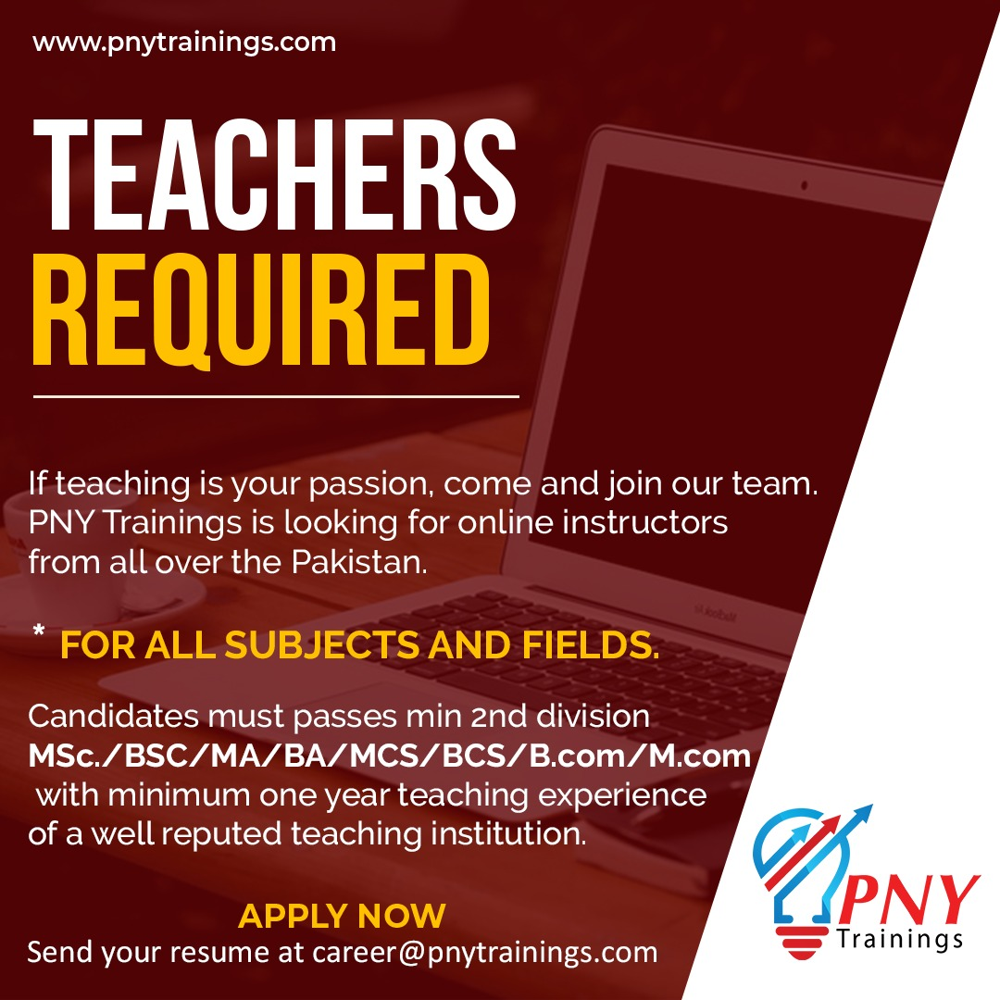 www.pnytrainings.com
TEACHERS
REQUIRED
If teaching is your passion, come and join our team.
PNY Trainings is looking for online instructors
from all over the Pakistan.
* FOR ALL SUBJECTS AND FIELDS.
Candidates must passes min 2nd division
MSc./BSC/MA/BA/MCS/BCS/B.com/M.com
with minimum one year teaching experience
of a well reputed teaching institution.
APPLY NOW
Send your resume at career@pnytrainings.com
PNY
Trainings